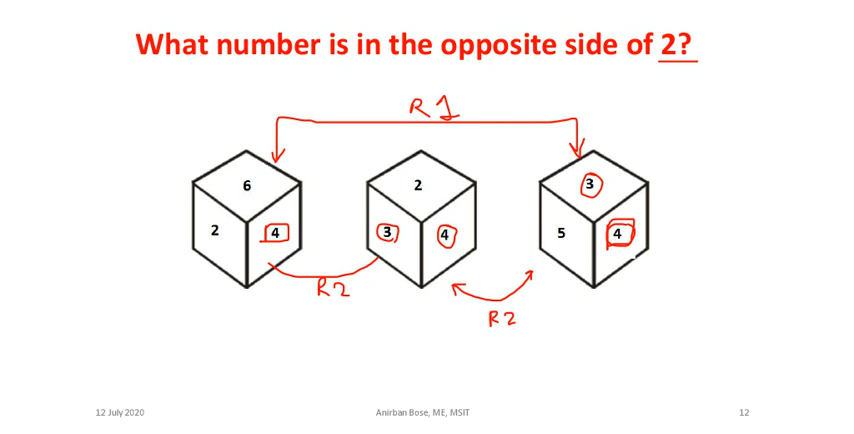 What number is in the opposite side of 2?
R1
6
2
4
2
3
4
3
5
4
R2
R2
12 July 2020
Anirban Bose, ME, MSIT
12